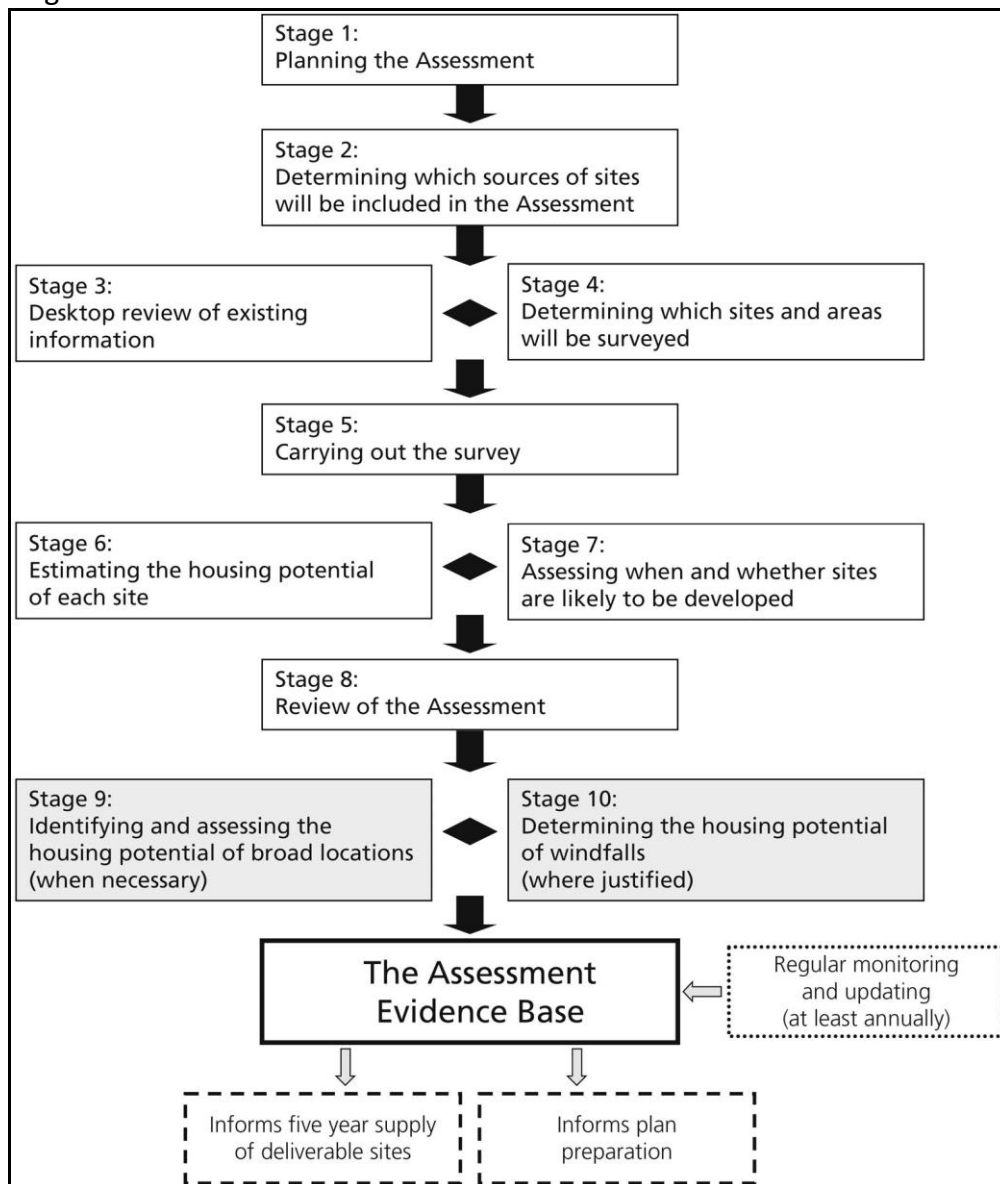 Stage 1:
Planning the Assessment
Stage 2:
Determining which sources of sites
will be included in the Assessment
Stage 3:
Desktop review of existing
information
Stage 4:
Determining which sites and areas
will be surveyed
Stage 5:
Carrying out the survey
Stage 6:
Estimating the housing potential
of each site
Stage 7:
Assessing when and whether sites
are likely to be developed
Stage 8:
Review of the Assessment
Stage 9:
Identifying and assessing the
housing potential of broad locations
(when necessary)
Stage 10:
Determining the housing potential
of windfalls
(where justified)
The Assessment
Evidence Base
Regular monitoring
and updating
(at least annually)
Informs five year supply
of deliverable sites
Informs plan
preparation